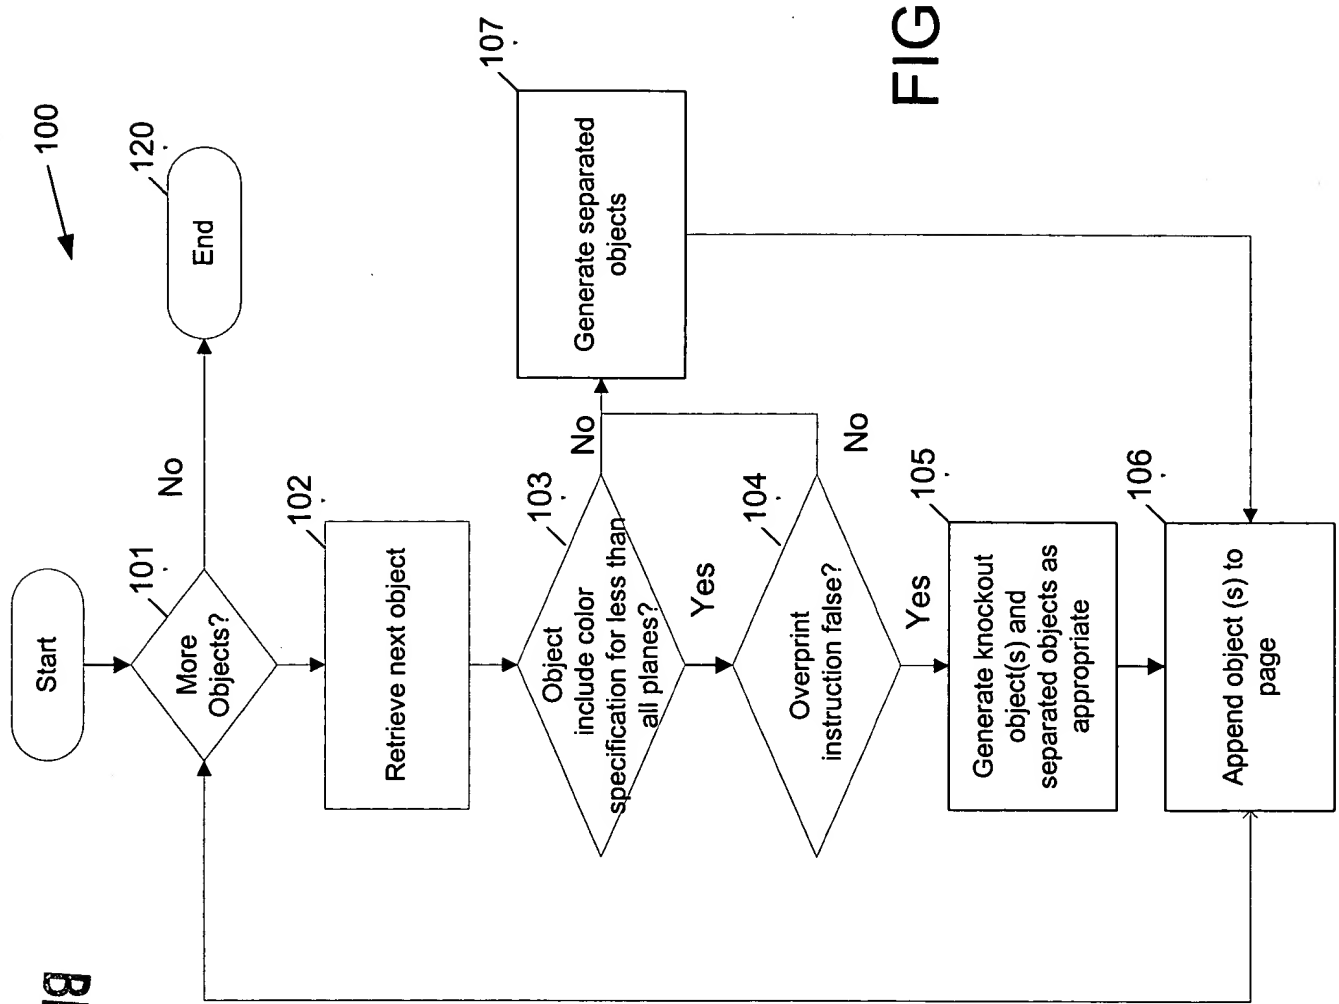 100
Start
101
More
Objects?
No
120
End
102
Retrieve next object
103
Object
include color
specification for less than
all planes?
No
107
Generate separated
objects
Yes
104
Overprint
instruction false?
No
Yes
105
Generate knockout
object(s) and
separated objects as
appropriate
106
Append object (s) to
page
FIG